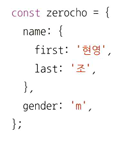 const zerocho = {
  name: {
    first: '현영',
    last: '조',
  },
  gender: 'm',
};